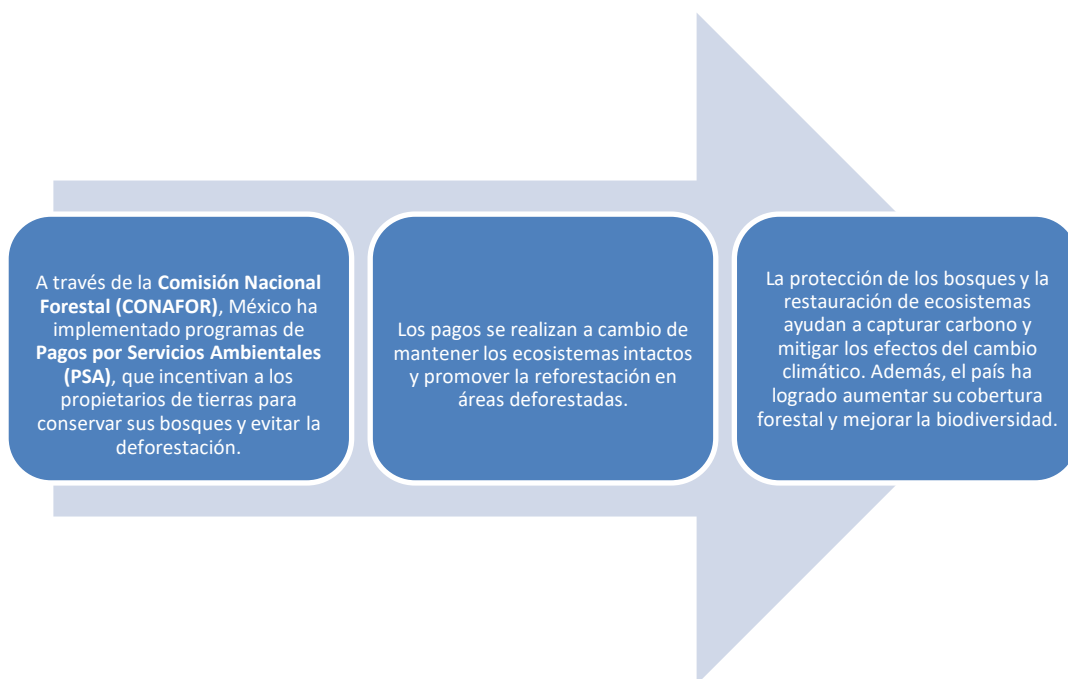 A través de la Comisión Nacional
Forestal (CONAFOR), México ha
implementado programas de
Pagos por Servicios Ambientales
(PSA), que incentivan a los
propietarios de tierras para
conservar sus bosques y evitar la
deforestación.
Los pagos se realizan a cambio de
mantener los ecosistemas intactos
y promover la reforestación en
áreas deforestadas.
La protección de los bosques y la
restauración de ecosistemas
ayudan a capturar carbono y
mitigar los efectos del cambio
climático. Además, el país ha
logrado aumentar su cobertura
forestal y mejorar la biodiversidad.